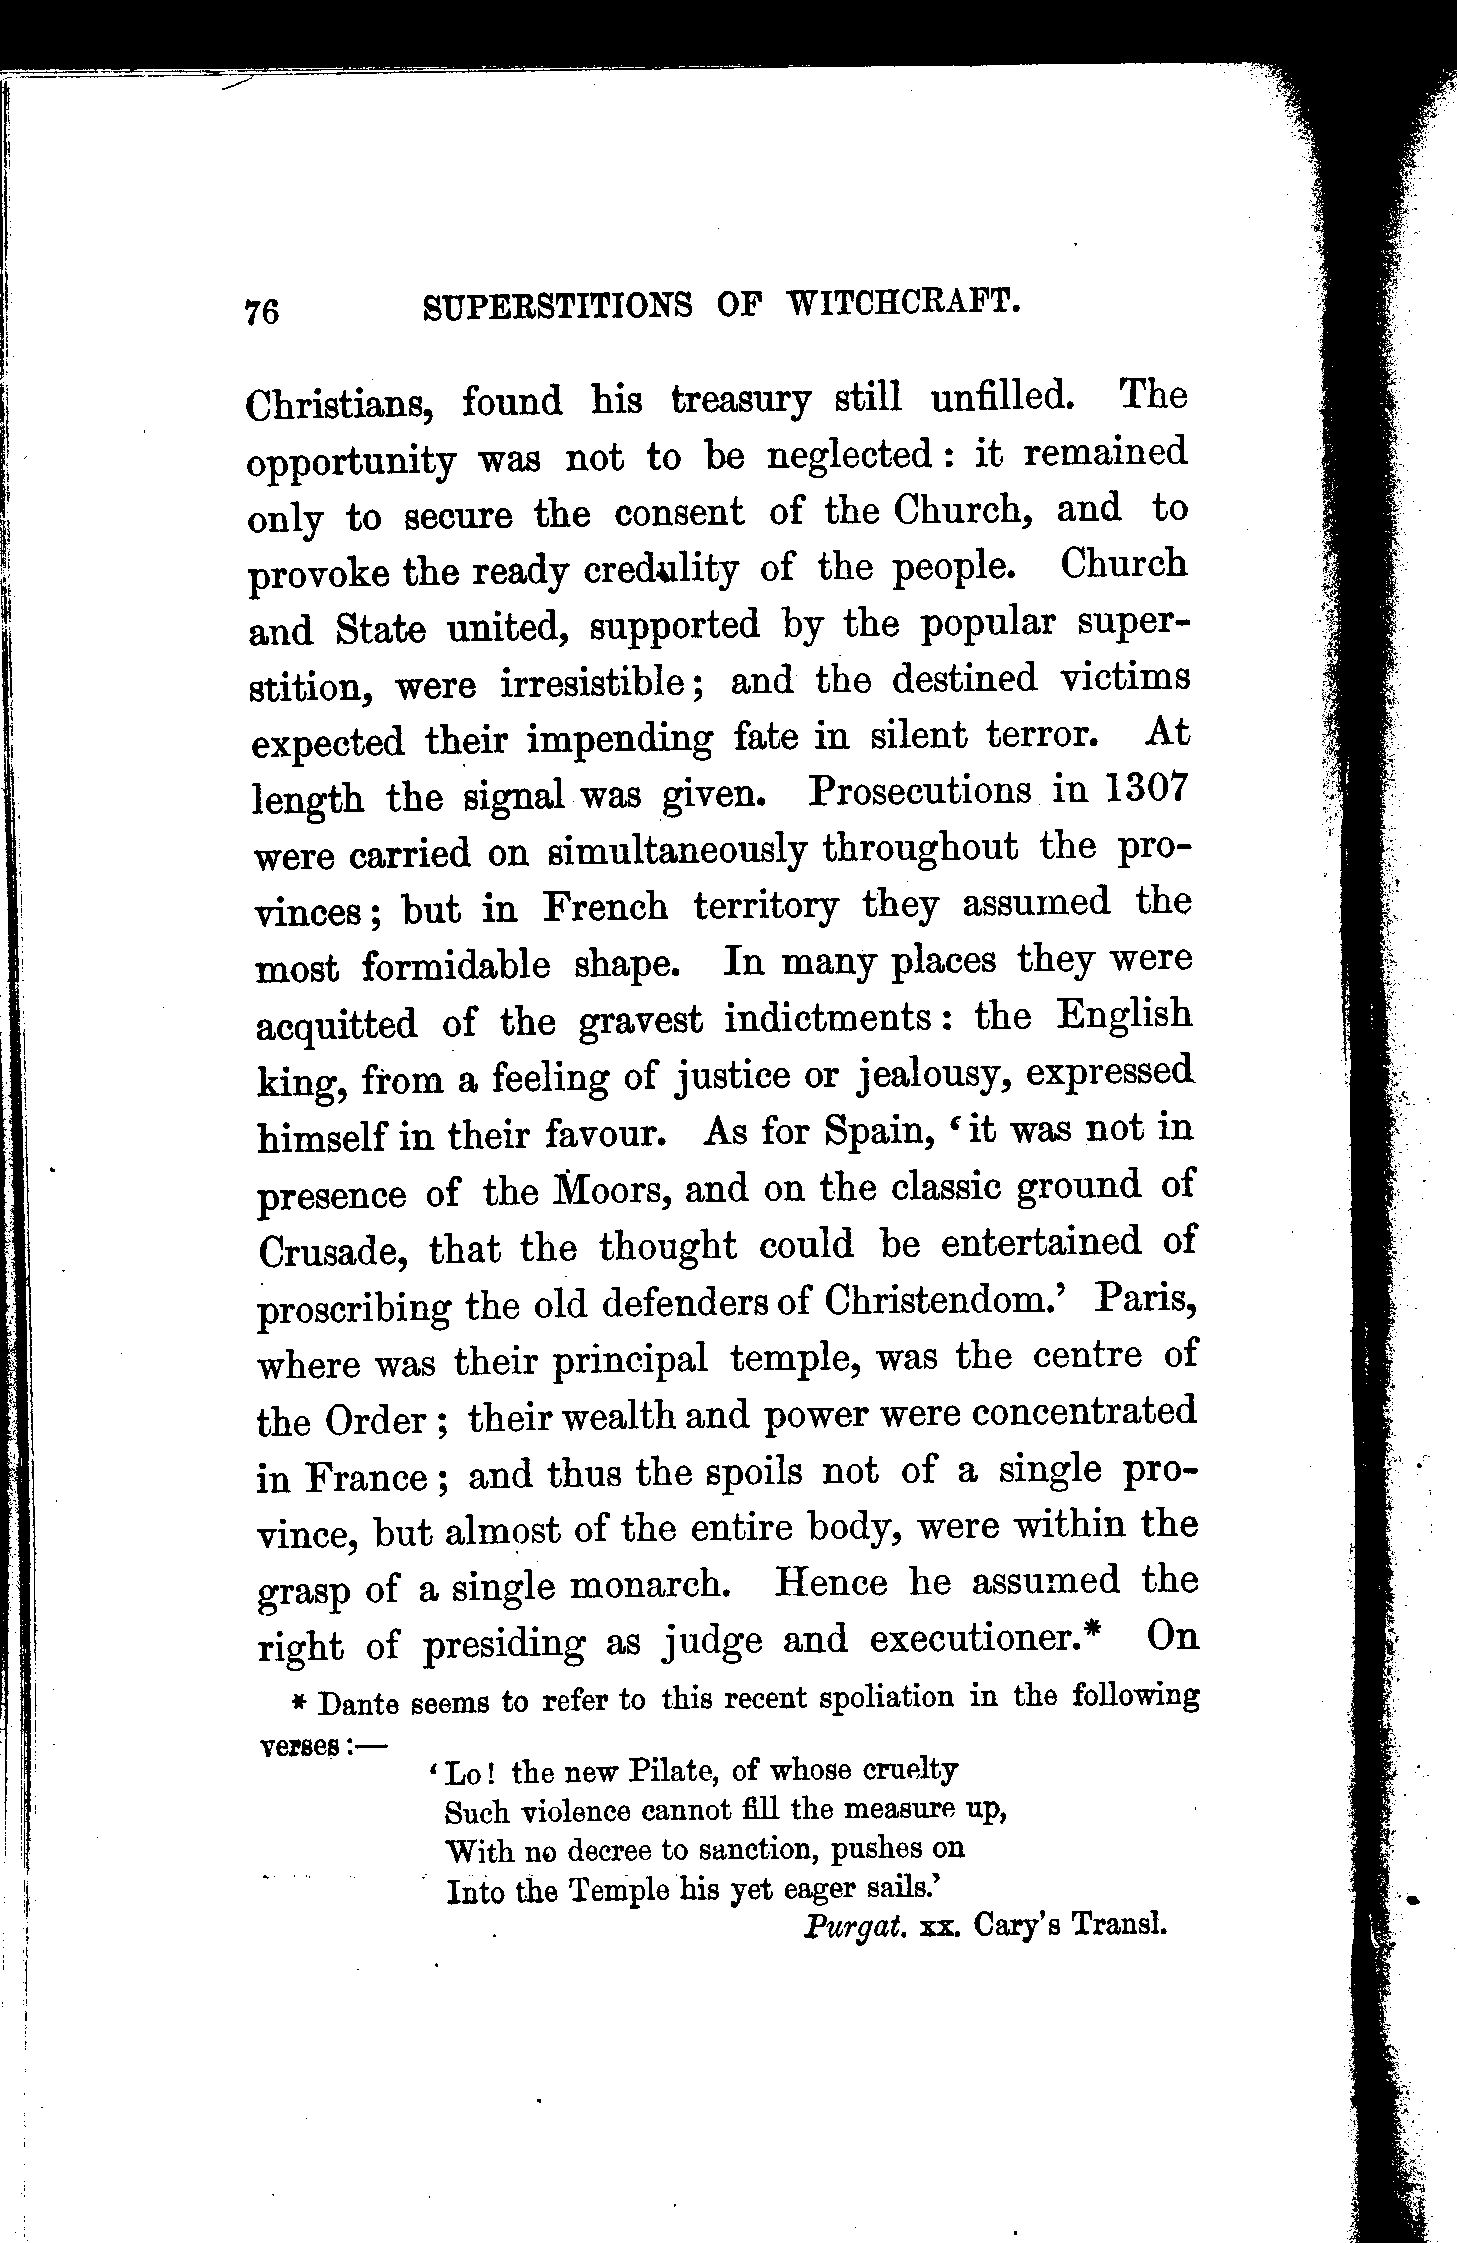 76 SUPERSTITIONS OF WITCHCRAFT.
Christians, found his treasury still unfilled. The
opportunity was not to be neglected: it remained
only to secure the consent of the Church, and to
provoke the ready credulity of the people. Church
and State united, supported by the popular super-
stition, were irresistible; and the destined victims
expected their impending fate in silent terror. At
length the signal was given. Prosecutions in 1307
were carried on simultaneously throughout the pro-
vinces; but in French territory they assumed the
most formidable shape. In many places they were
acquitted of the gravest indictments: the English
king, from a feeling of justice or jealousy, expressed
himself in their favour. As for Spain, ‘it was not in
presence of the Moors, and on the classic ground of
Crusade, that the thought could be entertained of
proscribing the old defenders of Christendom.’ Paris,
where was their principal temple, was the centre of
the Order; their wealth and power were concentrated
in France; and thus the spoils not of a single pro-
vince, but almost of the entire body, were within the
grasp of a single monarch. Hence he assumed the
right of presiding as judge and executioner.* On
* Dante seems to refer to this recent spoliation in the following
verses:—
‘Lo! the new Pilate, of whose cruelty
Such violence cannot fill the measure up,
With no decree to sanction, pushes on
Into the Temple his yet eager sails.’
Purgat. xx. Cary's Transl.